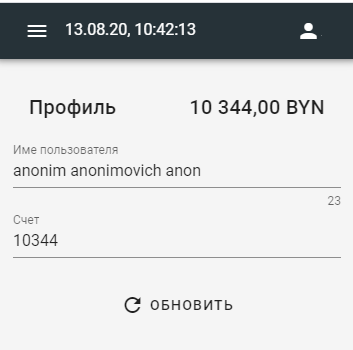 13.08.20, 10:42:13
Профиль 10 344,00 BYN
Име пользователя
anonim anonimovich anon
23
Счет
10344
ОБНОВИТЬ